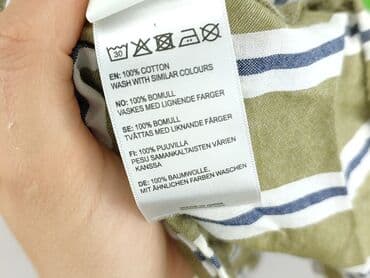 30
EN: 100% COTTON
WASH WITH SIMILAR COLOURS
NO: 100% BOMULL
VASKES MED LIGNENDE FARGER
SE: 100% BOMULL
TVÄTTAS MED LIKNANDE FÄRGER
FI: 100% PUUVILLA
PESU SAMANKALTAISTEN VÄRIEN
KANSSA
DE: 100% BAUMWOLLE.
MIT ÄHNLICHEN FARBEN WASCHEN